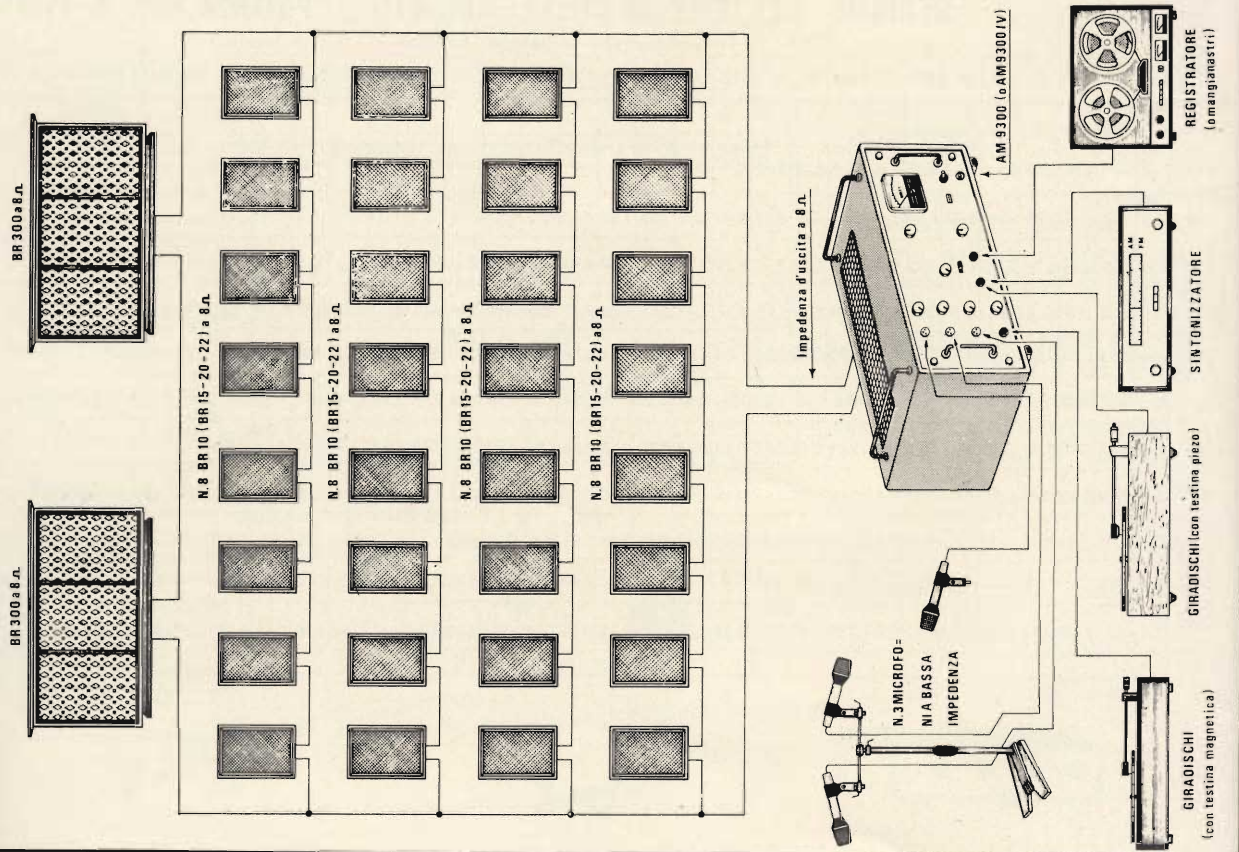 BR 300 a 8 Ω
BR 300 a 8 Ω
N. 8 BR 10 (BR 15-20-22) a 8 Ω
N. 8 BR 10 (BR 15-20-22) a 8 Ω
N. 8 BR 10 (BR 15-20-22) a 8 Ω
N. 8 BR 10 (BR 15-20-22) a 8 Ω
Impedenza d'uscita a 8 Ω
AM 9300 (o AM 9300/IV)
N. 3 MICROFO=
NI A BASSA
IMPEDENZA
GIRADISCHI
(con testina magnetica)
GIRADISCHI (con testina piezo)
SINTONIZZATORE
AM
FM
REGISTRATORE
(o mangianastri)